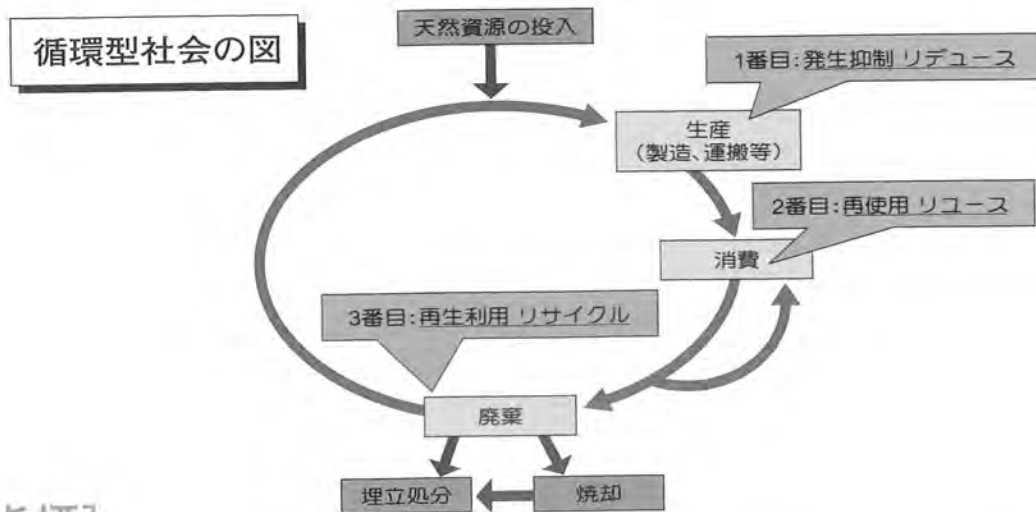 循環型社会の図
天然資源の投入
1番目:発生抑制 リデュース
生産
(製造、運搬等)
2番目:再使用 リユース
消費
3番目:再生利用 リサイクル
廃棄
埋立処分
焼却